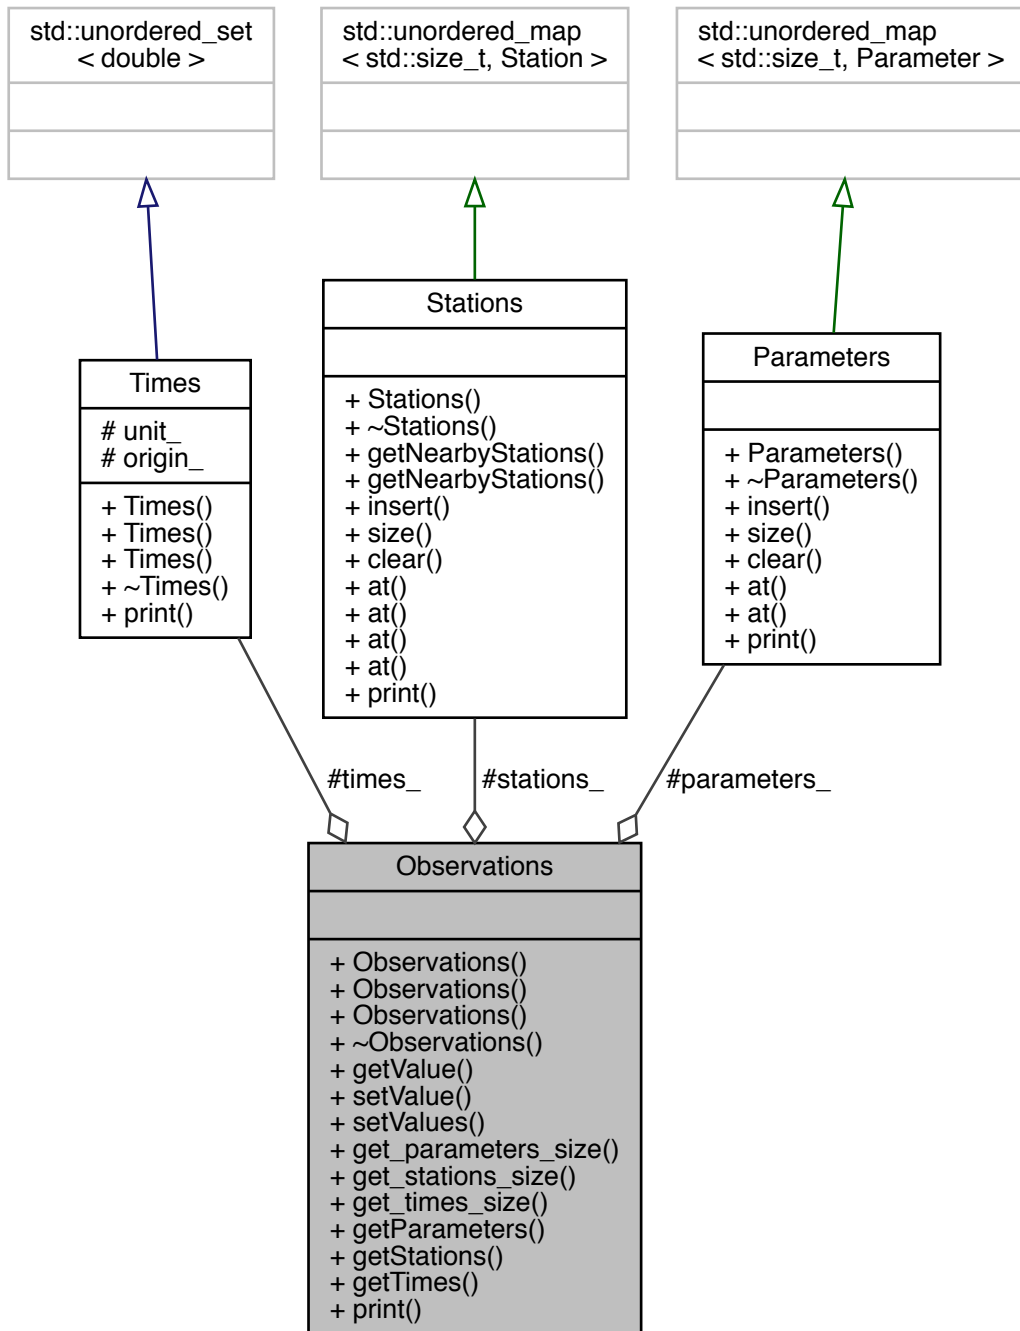 std::unordered_set
< double >
std::unordered_map
< std::size_t, Station >
std::unordered_map
< std::size_t, Parameter >
Times
# unit_
# origin_
+ Times()
+ Times()
+ Times()
+ ~Times()
+ print()
Stations
+ Stations()
+ ~Stations()
+ getNearbyStations()
+ getNearbyStations()
+ insert()
+ size()
+ clear()
+ at()
+ at()
+ at()
+ at()
+ print()
Parameters
+ Parameters()
+ ~Parameters()
+ insert()
+ size()
+ clear()
+ at()
+ at()
+ print()
#times_
#stations_
#parameters_
Observations
+ Observations()
+ Observations()
+ Observations()
+ ~Observations()
+ getValue()
+ setValue()
+ setValues()
+ get_parameters_size()
+ get_stations_size()
+ get_times_size()
+ getParameters()
+ getStations()
+ getTimes()
+ print()